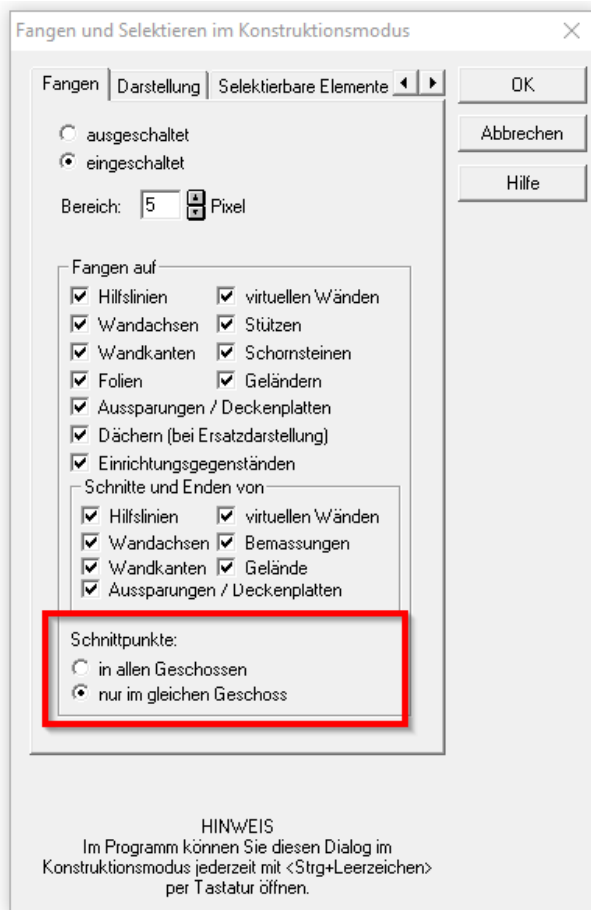 Fangen und Selektieren im Konstruktionsmodus
Fangen Darstellung Selektierbare Elemente
OK
Abbrechen
Hilfe
ausgeschaltet
eingeschaltet
Bereich: 5 Pixel
Fangen auf
Hilfslinien virtuellen Wänden
Wandachsen Stützen
Wandkanten Schornsteinen
Folien Geländern
Aussparungen / Deckenplatten
Dächern (bei Ersatzdarstellung)
Einrichtungsgegenständen
Schnitte und Enden von
Hilfslinien virtuellen Wänden
Wandachsen Bemassungen
Wandkanten Gelände
Aussparungen / Deckenplatten
Schnittpunkte:
in allen Geschossen
nur im gleichen Geschoss
HINWEIS
Im Programm können Sie diesen Dialog im
Konstruktionsmodus jederzeit mit <Strg+Leerzeichen>
per Tastatur öffnen.